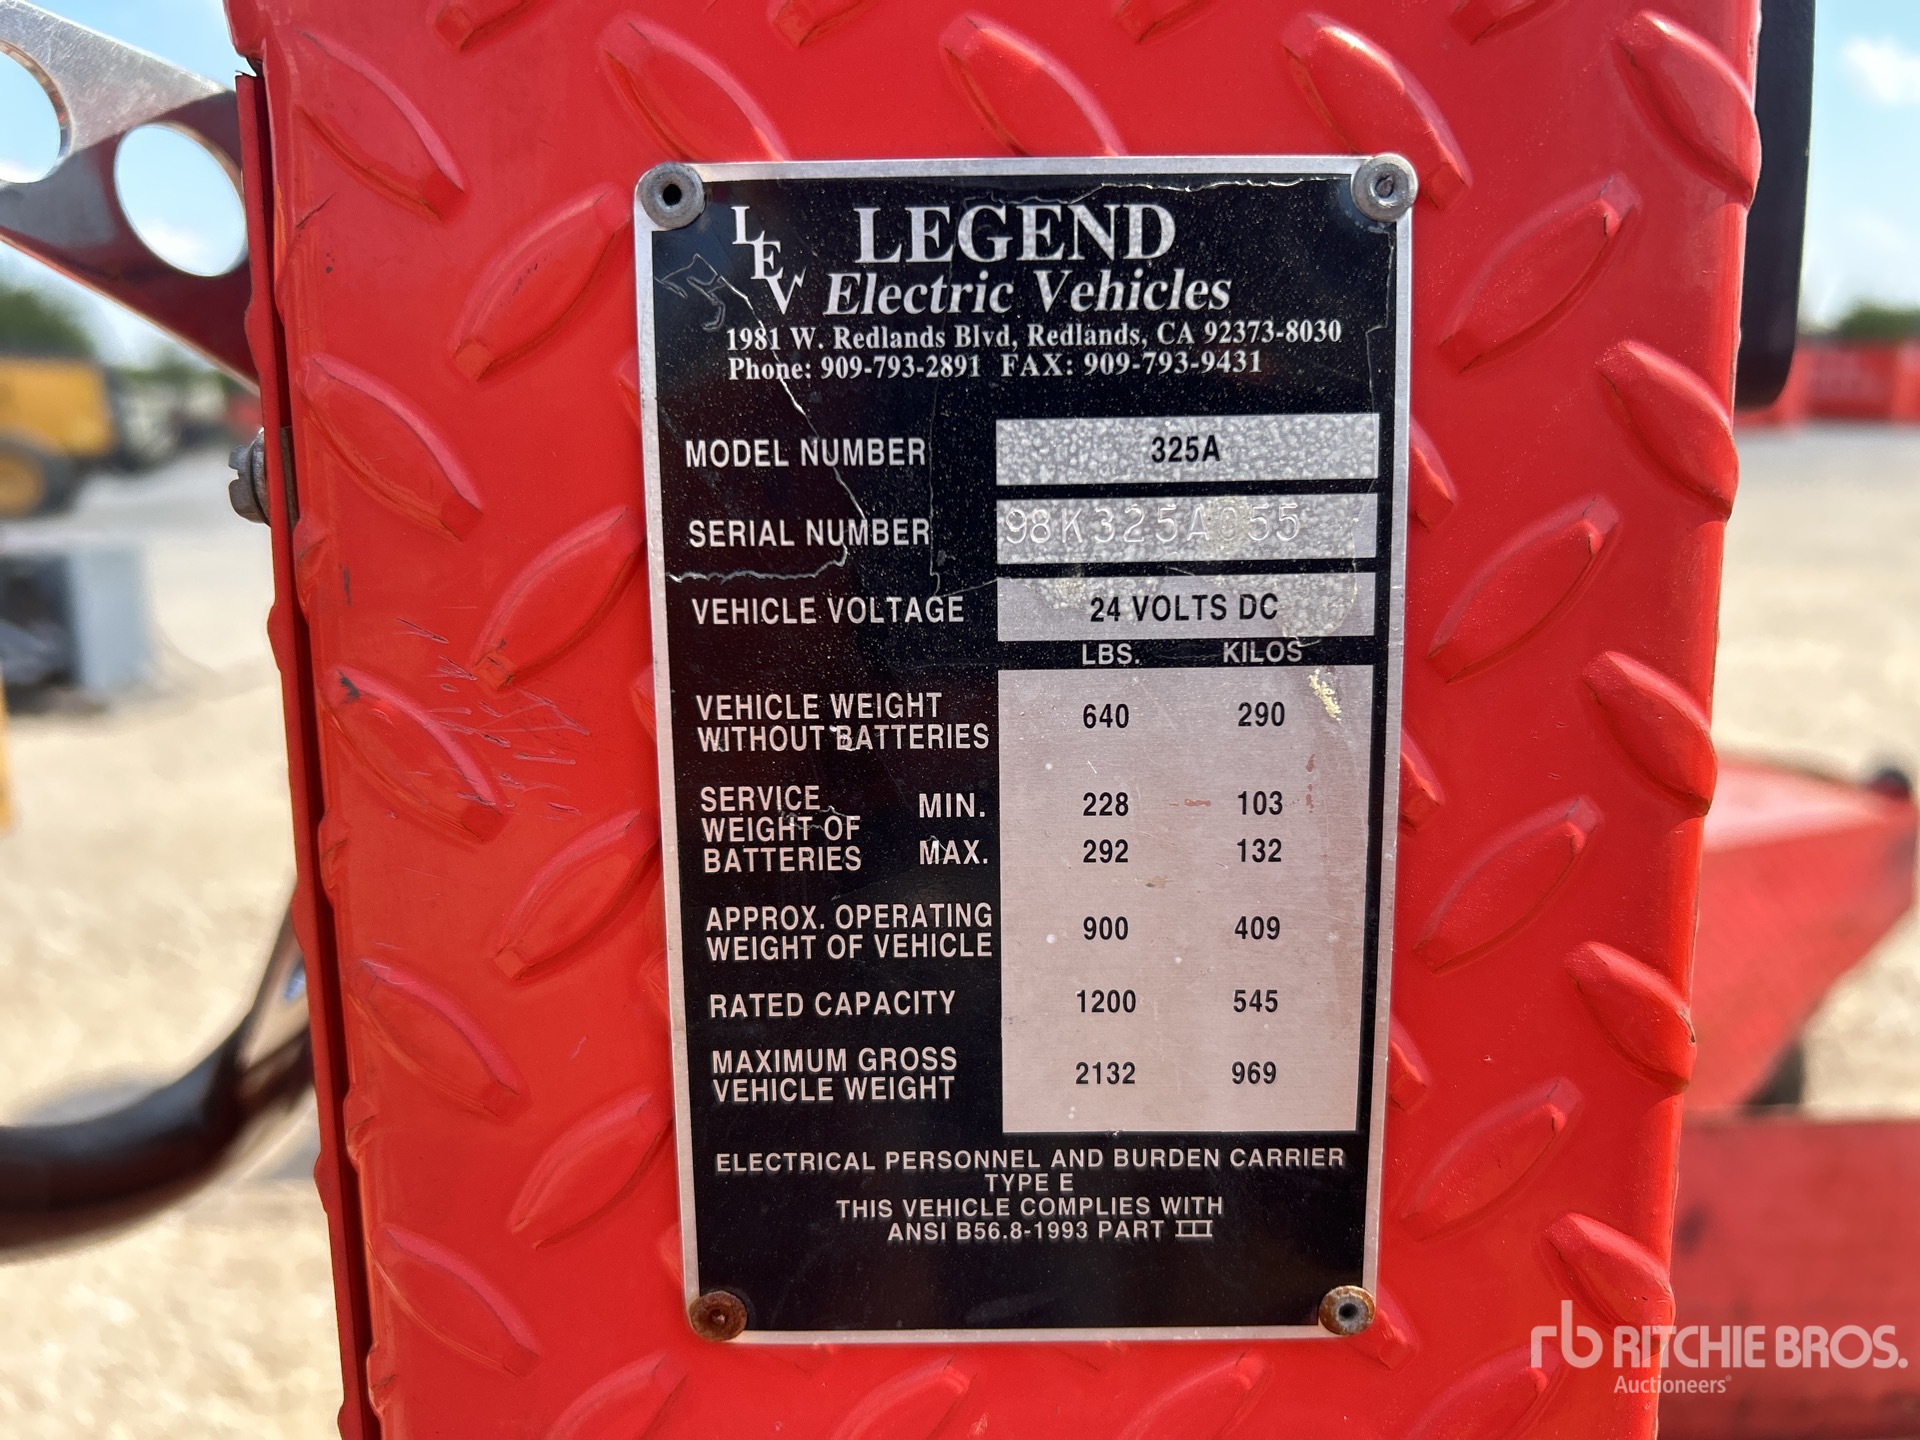 LEV LEGEND
Electric Vehicles
1981 W. Redlands Blvd, Redlands, CA 92373-8030
Phone: 909-793-2891 FAX: 909-793-9431
MODEL NUMBER 325A
SERIAL NUMBER 98K325A055
VEHICLE VOLTAGE 24 VOLTS DC
LBS. KILOS
VEHICLE WEIGHT
WITHOUT BATTERIES 640 290
SERVICE
WEIGHT OF
BATTERIES
MIN. 228 103
MAX. 292 132
APPROX. OPERATING
WEIGHT OF VEHICLE 900 409
RATED CAPACITY 1200 545
MAXIMUM GROSS
VEHICLE WEIGHT 2132 969
ELECTRICAL PERSONNEL AND BURDEN CARRIER
TYPE E
THIS VEHICLE COMPLIES WITH
ANSI B56.8-1993 PART III
rb RITCHIE BROS.
Auctioneers